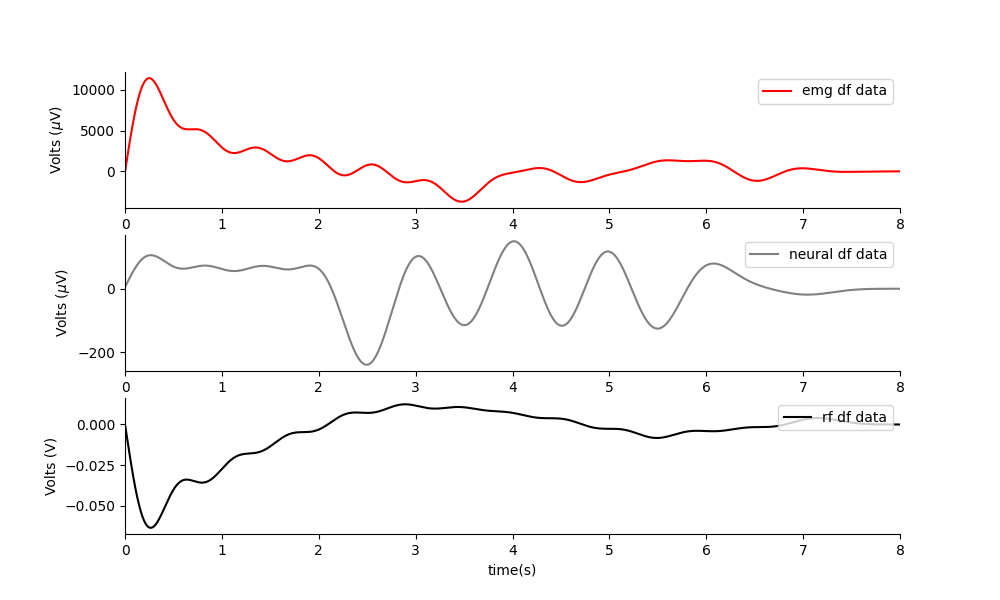 10000
5000
0
Volts (μV)
emg df data
0 1 2 3 4 5 6 7 8
0
−200
Volts (μV)
neural df data
0 1 2 3 4 5 6 7 8
0.000
−0.025
−0.050
Volts (V)
rf df data
0 1 2 3 4 5 6 7 8
time(s)